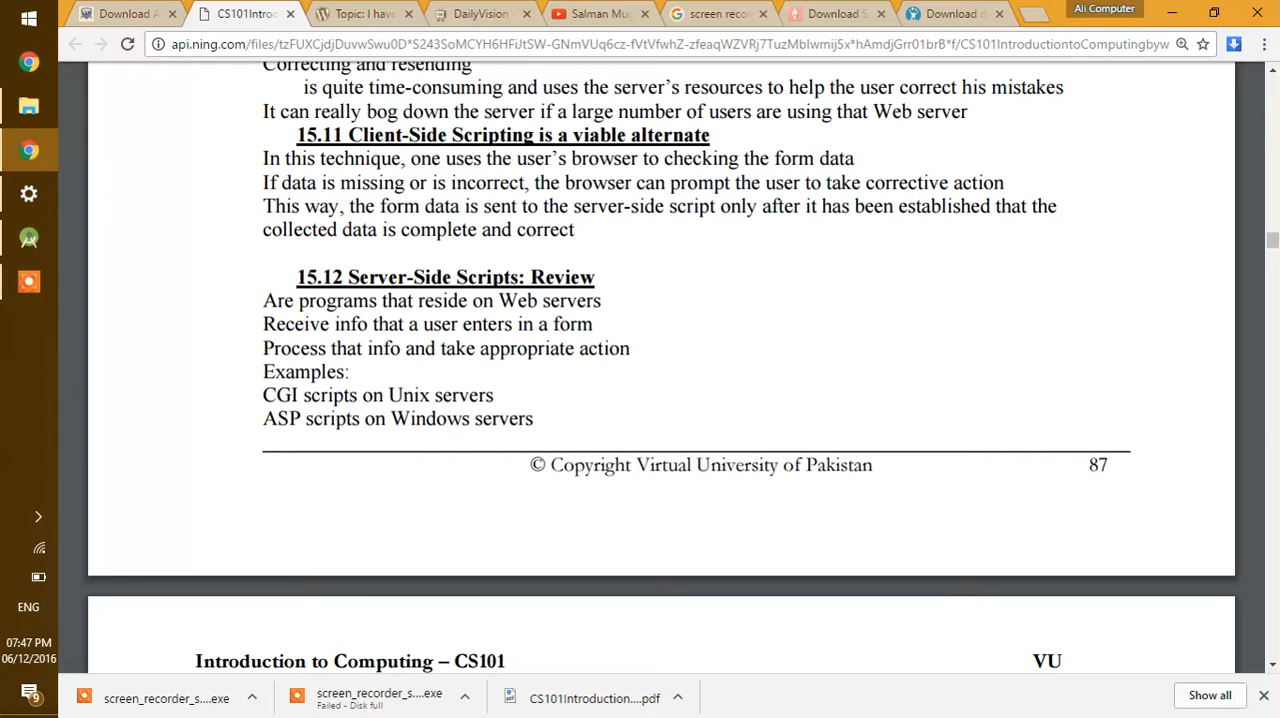 Download A
CS101Introd
Topic: I have
DailyVision -
Salman Mug
screen recor
Download S
Download d
Ali Computer
CS101IntroductiontoComputingbyw
Correcting and resending
is quite time-consuming and uses the server's resources to help the user correct his mistakes
It can really bog down the server if a large number of users are using that Web server
15.11 Client-Side Scripting is a viable alternate
In this technique, one uses the user's browser to checking the form data
If data is missing or is incorrect, the browser can prompt the user to take corrective action
This way, the form data is sent to the server-side script only after it has been established that the
collected data is complete and correct
15.12 Server-Side Scripts: Review
Are programs that reside on Web servers
Receive info that a user enters in a form
Process that info and take appropriate action
Examples:
CGI scripts on Unix servers
ASP scripts on Windows servers
© Copyright Virtual University of Pakistan 87
Introduction to Computing – CS101 VU
ENG
07:47 PM
06/12/2016
9
screen_recorder_s....exe
screen_recorder_s....exe
Failed - Disk full
CS101Introduction....pdf
Show all